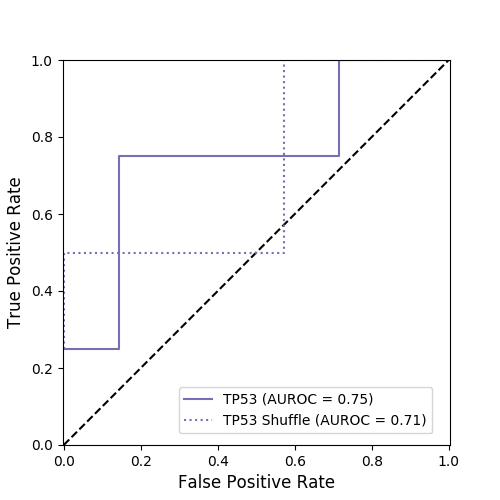 1.0
0.8
0.6
0.4
0.2
0.0
True Positive Rate
TP53 (AUROC = 0.75)
TP53 Shuffle (AUROC = 0.71)
0.0 0.2 0.4 0.6 0.8 1.0
False Positive Rate